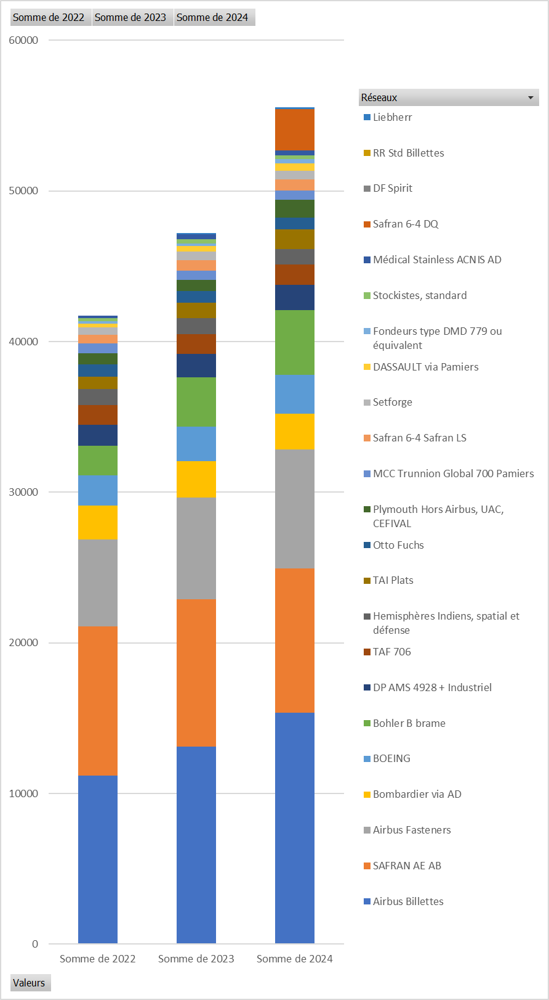 Somme de 2022 Somme de 2023 Somme de 2024
60000
50000
40000
30000
20000
10000
0
Somme de 2022 Somme de 2023 Somme de 2024
Valeurs
Réseaux
Liebherr
RR Std Billettes
DF Spirit
Safran 6-4 DQ
Médical Stainless ACNIS AD
Stockistes, standard
Fondeurs type DMD 779 ou
équivalent
DASSAULT via Pamiers
Setforge
Safran 6-4 Safran LS
MCC Trunnion Global 700 Pamiers
Plymouth Hors Airbus, UAC,
CEFIVAL
Otto Fuchs
TAI Plats
Hemisphères Indiens, spatial et
défense
TAF 706
DP AMS 4928 + Industriel
Bohler B brame
BOEING
Bombardier via AD
Airbus Fasteners
SAFRAN AE AB
Airbus Billettes